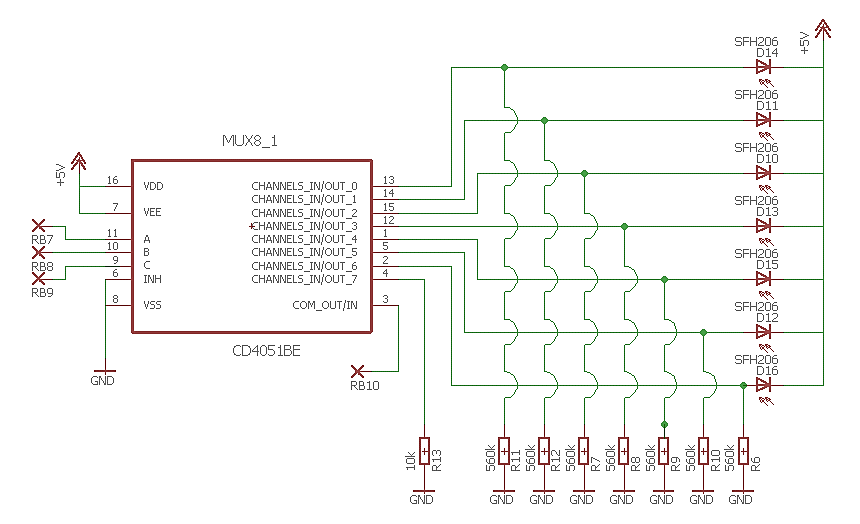 MUX8_1
+5V
16 VDD
7 VEE
11 A
10 B
9 C
6 INH
8 VSS
CHANNELS_IN/OUT_0 13
CHANNELS_IN/OUT_1 14
CHANNELS_IN/OUT_2 15
CHANNELS_IN/OUT_3 12
CHANNELS_IN/OUT_4 1
CHANNELS_IN/OUT_5 5
CHANNELS_IN/OUT_6 2
CHANNELS_IN/OUT_7 4
COM_OUT/IN 3
CD4051BE
RB7
RB8
RB9
GND
RB10
+5V
SFH206
D14
SFH206
D11
SFH206
D10
SFH206
D13
SFH206
D15
SFH206
D12
SFH206
D16
10k R13
560k R11
560k R12
560k R7
560k R8
560k R9
560k R10
560k R6
GND
GND
GND
GND
GND
GND
GND
GND